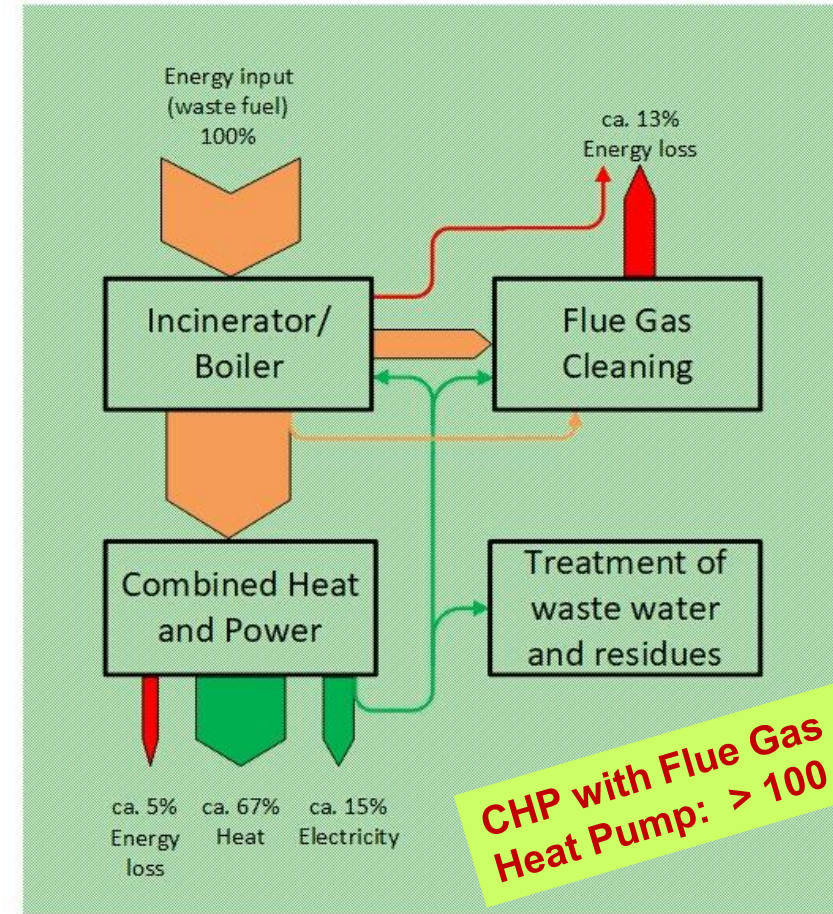 Energy input
(waste fuel)
100%
ca. 13%
Energy loss
Incinerator/
Boiler
Flue Gas
Cleaning
Combined Heat
and Power
Treatment of
waste water
and residues
ca. 5%
Energy
loss
ca. 67%
Heat
ca. 15%
Electricity
CHP with Flue Gas
Heat Pump: > 100